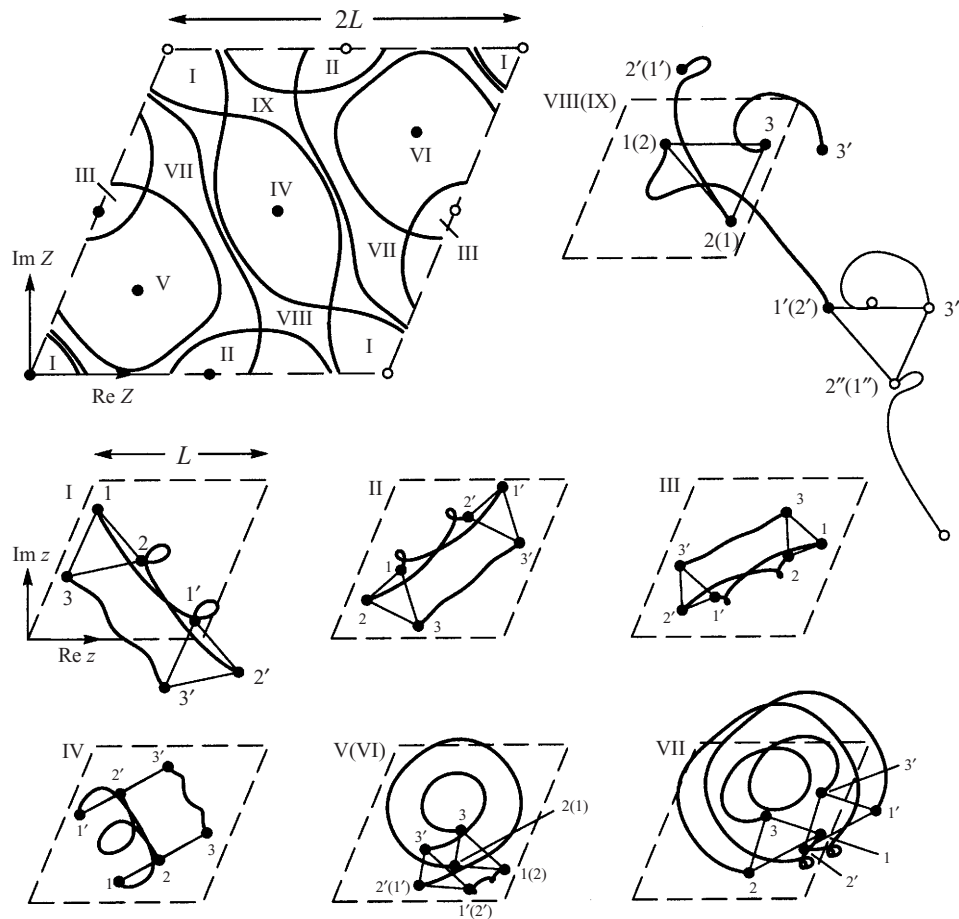 2L
I
II
I
IX
VI
VII
III
IV
Im Z
V
VII
III
VIII
I
I
II
Re Z
2′(1′)
VIII(IX)
1(2)
3
3′
2(1)
1′(2′)
3″
2″(1″)
L
I
1
Im z
2
3
1′
Re z
3′
2′
II
1′
2′
1
3′
2
3
III
3
1
3′
2
2′
1′
IV
3′
2′
1′
3
2
1
V(VI)
3
2(1)
3′
1(2)
2′(1′)
1′(2′)
VII
3′
3
1′
1
2
2′